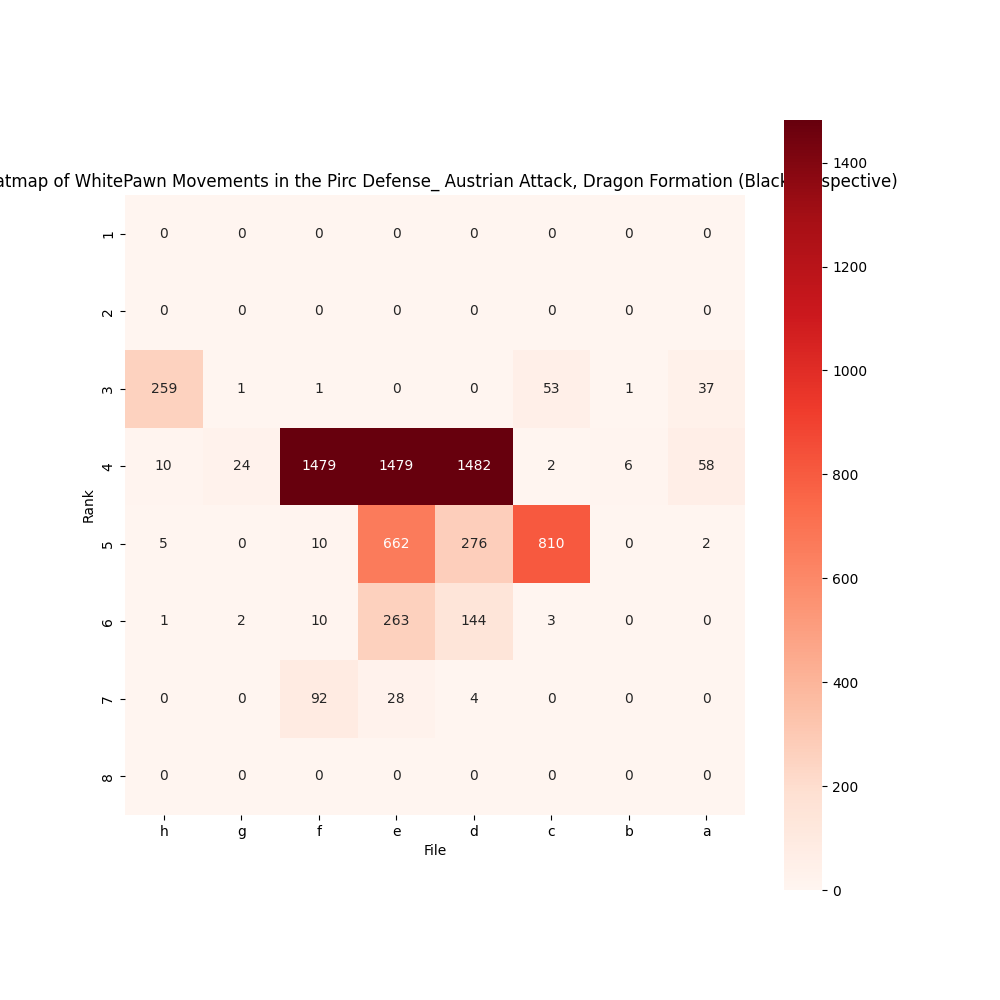 atmap of WhitePawn Movements in the Pirc Defense_ Austrian Attack, Dragon Formation (Black spective)
1400
1200
1000
800
600
400
200
0
Rank
1 0 0 0 0 0 0 0 0
2 0 0 0 0 0 0 0 0
3 259 1 1 0 0 53 1 37
4 10 24 1479 1479 1482 2 6 58
5 5 0 10 662 276 810 0 2
6 1 2 10 263 144 3 0 0
7 0 0 92 28 4 0 0 0
8 0 0 0 0 0 0 0 0
h g f e d c b a
File